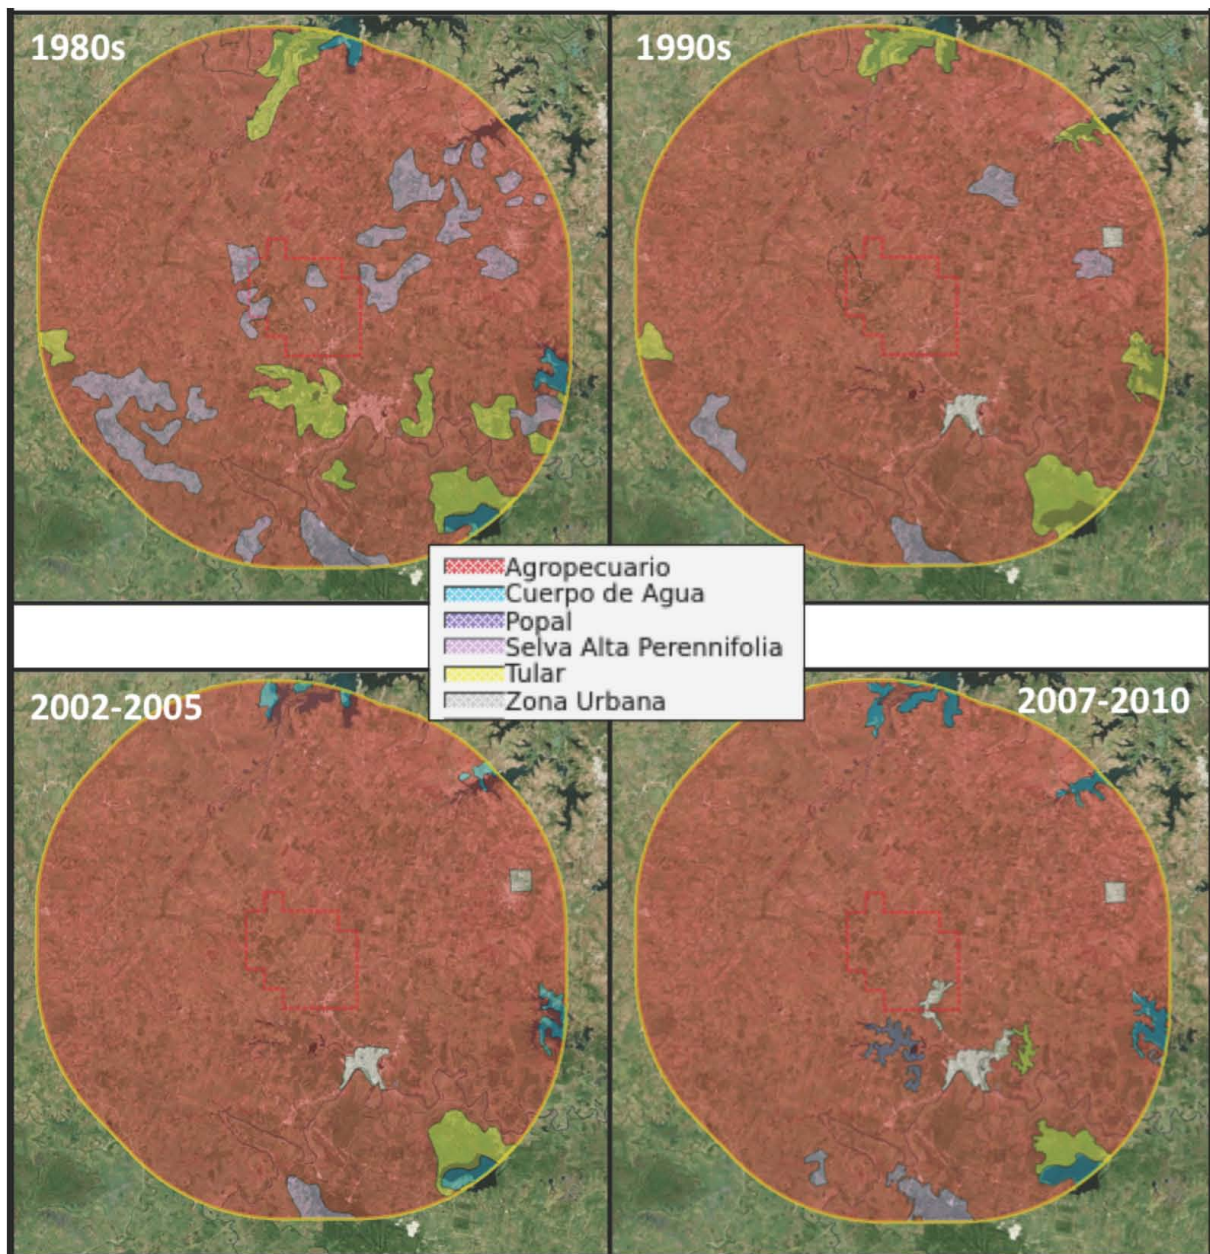 1980s
1990s
Agropecuario
Cuerpo de Agua
Popal
Selva Alta Perennifolia
Tular
Zona Urbana
2002-2005
2007-2010